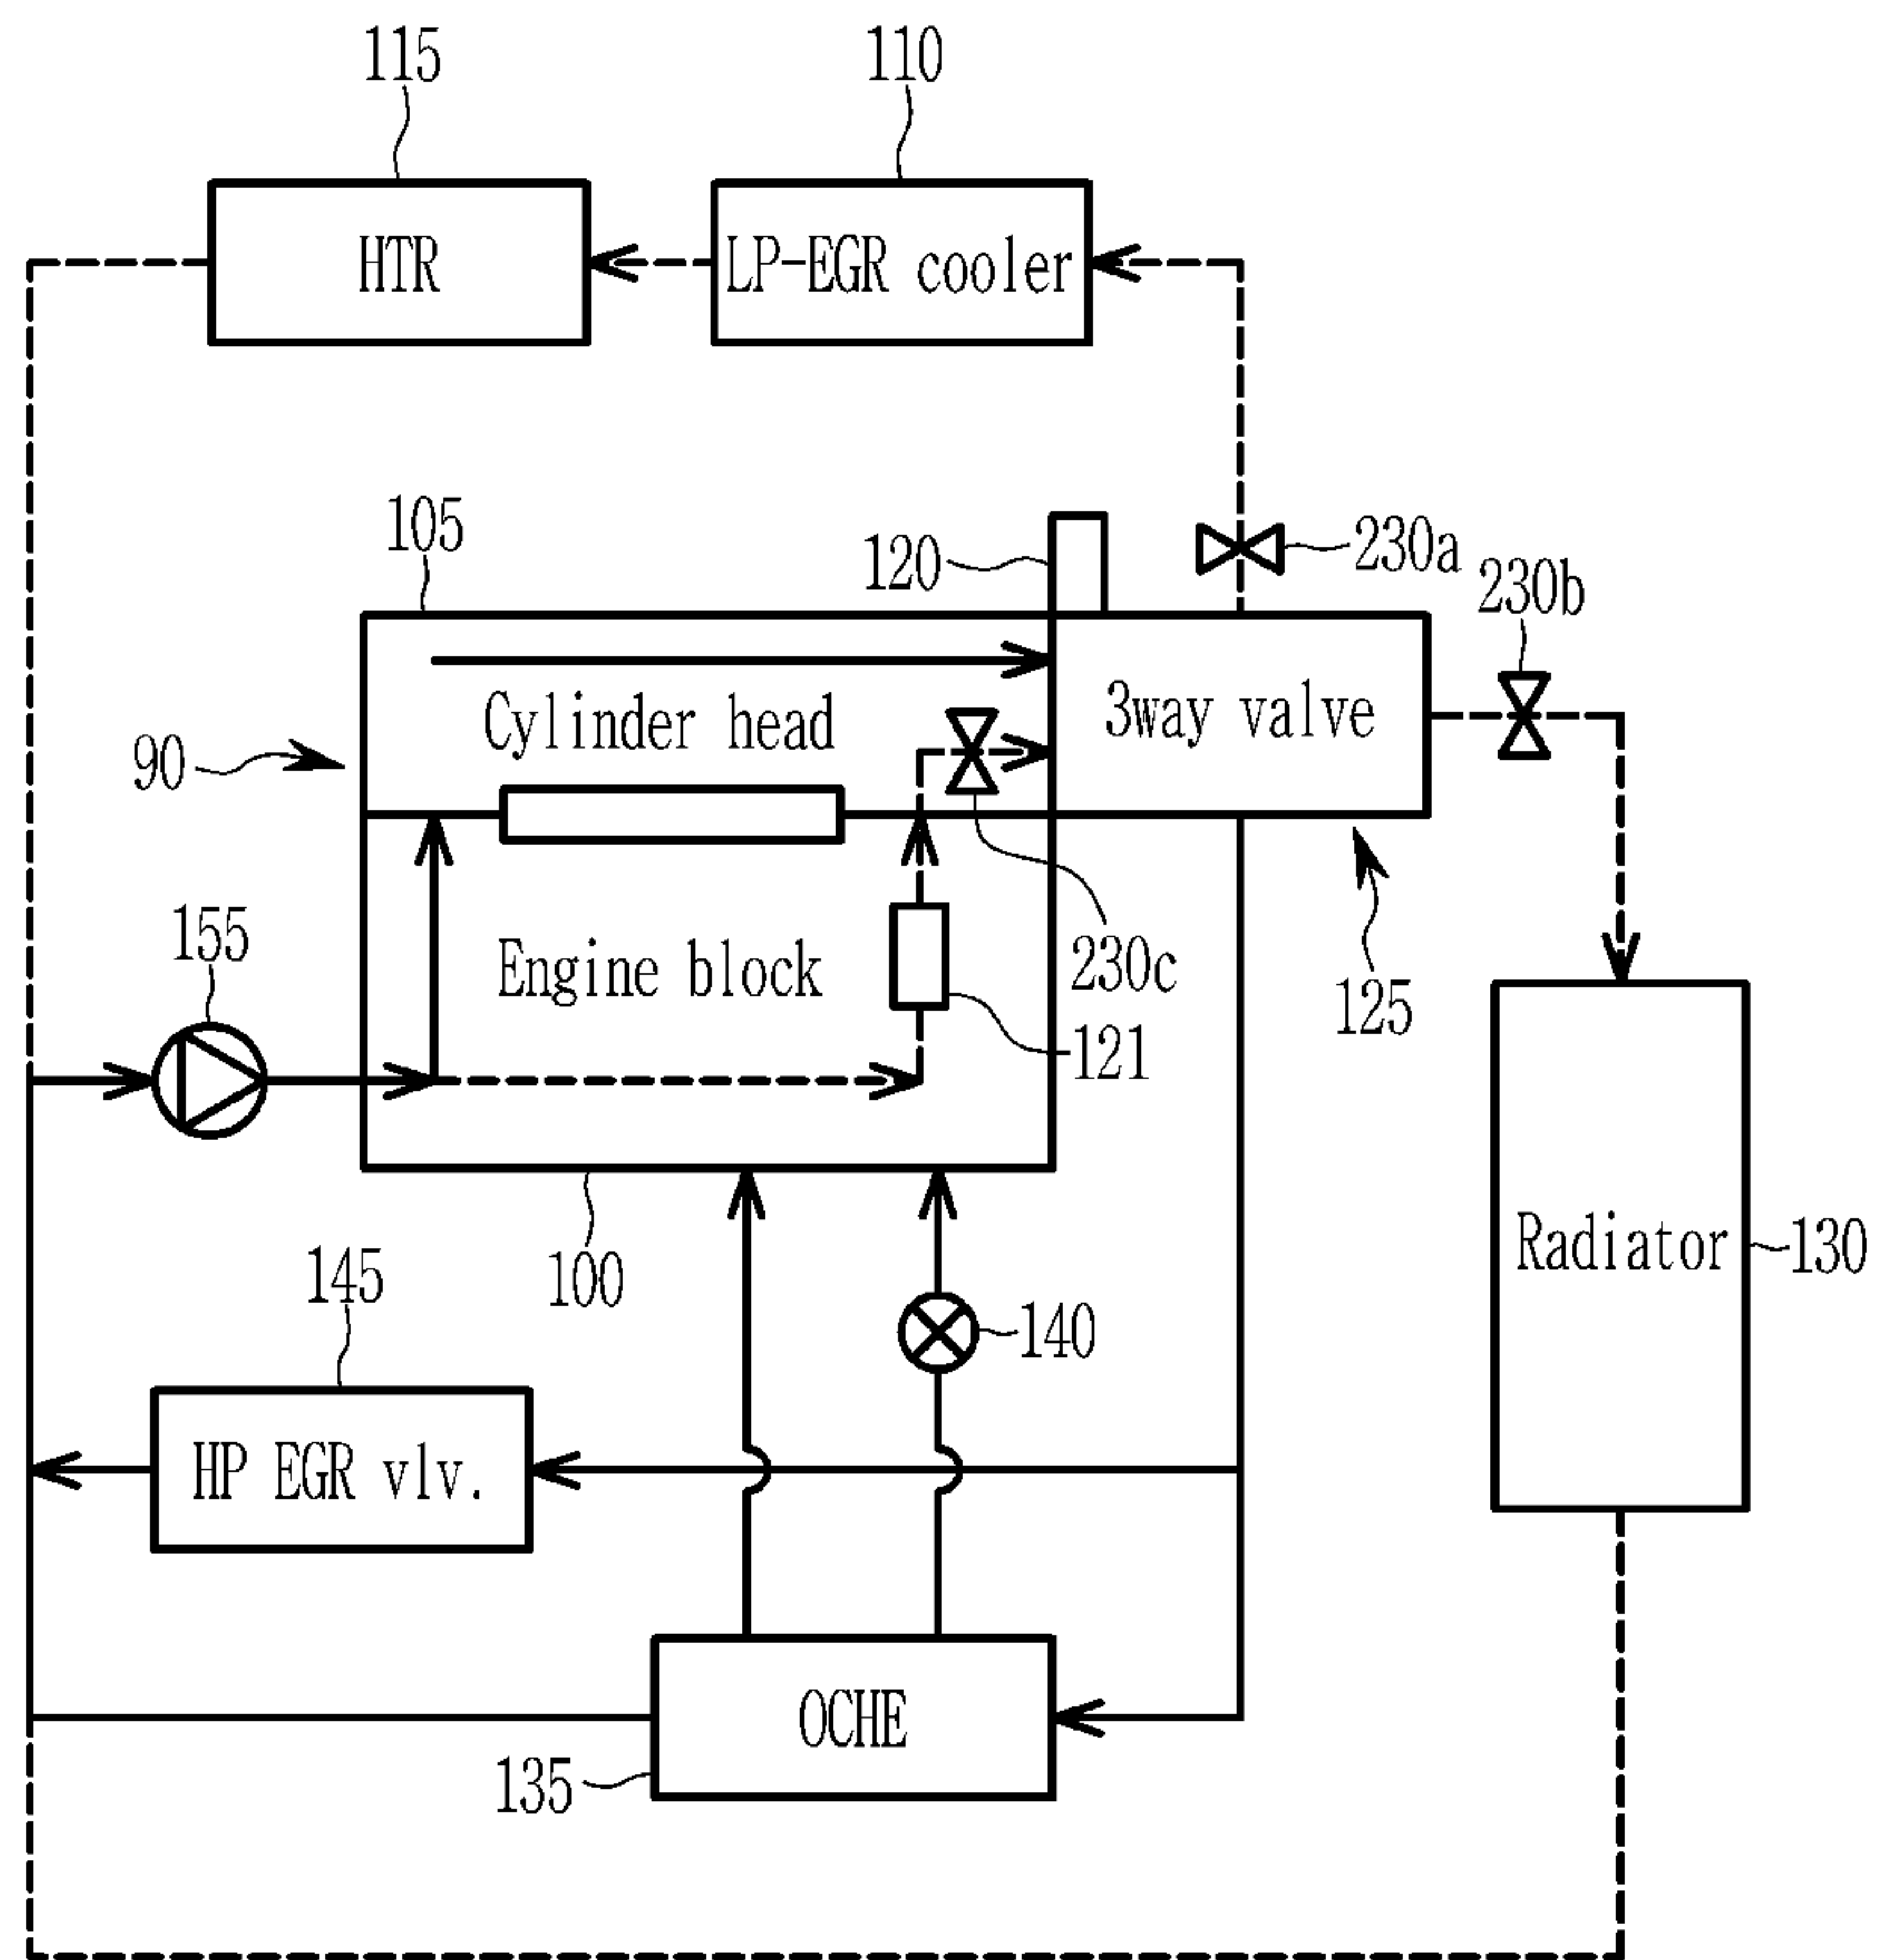 115
110
HTR
LP-EGR cooler
105
120
230a
230b
Cylinder head
3way valve
90
155
Engine block
230c
125
121
100
145
140
Radiator
130
HP EGR vlv.
OCHE
135